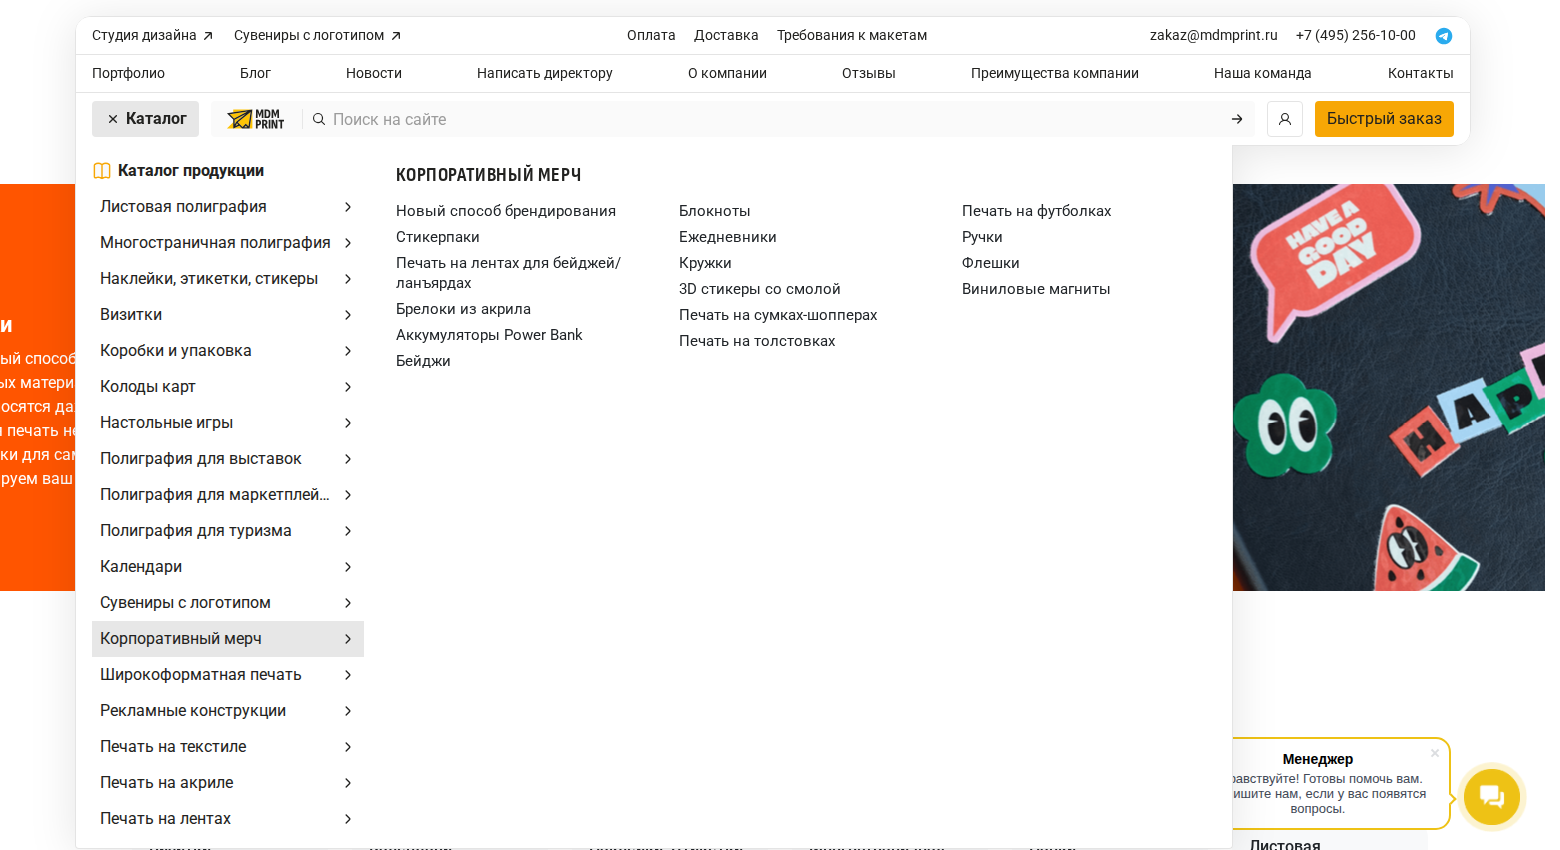 Студия дизайна
Сувениры с логотипом
Оплата
Доставка
Требования к макетам
zakaz@mdmprint.ru
+7 (495) 256-10-00
Портфолио
Блог
Новости
Написать директору
О компании
Отзывы
Преимущества компании
Наша команда
Контакты
Каталог
MDM
PRINT
Поиск на сайте
Быстрый заказ
Каталог продукции
Листовая полиграфия
Многостраничная полиграфия
Наклейки, этикетки, стикеры
Визитки
Коробки и упаковка
Колоды карт
Настольные игры
Полиграфия для выставок
Полиграфия для маркетплей...
Полиграфия для туризма
Календари
Сувениры с логотипом
Корпоративный мерч
Широкоформатная печать
Рекламные конструкции
Печать на текстиле
Печать на акриле
Печать на лентах
КОРПОРАТИВНЫЙ МЕРЧ
Новый способ брендирования
Стикерпаки
Печать на лентах для бейджей/
ланъярдах
Брелоки из акрила
Аккумуляторы Power Bank
Бейджи
Блокноты
Ежедневники
Кружки
3D стикеры со смолой
Печать на сумках-шопперах
Печать на толстовках
Печать на футболках
Ручки
Флешки
Виниловые магниты
и
ый способ
ых матери
осятся да
печать не
ки для сам
руем ваш
HAVE A
GOOD
DAY
HAP
Менеджер
равствуйте! Готовы помочь вам.
ишите нам, если у вас появятся
вопросы.
Листовая